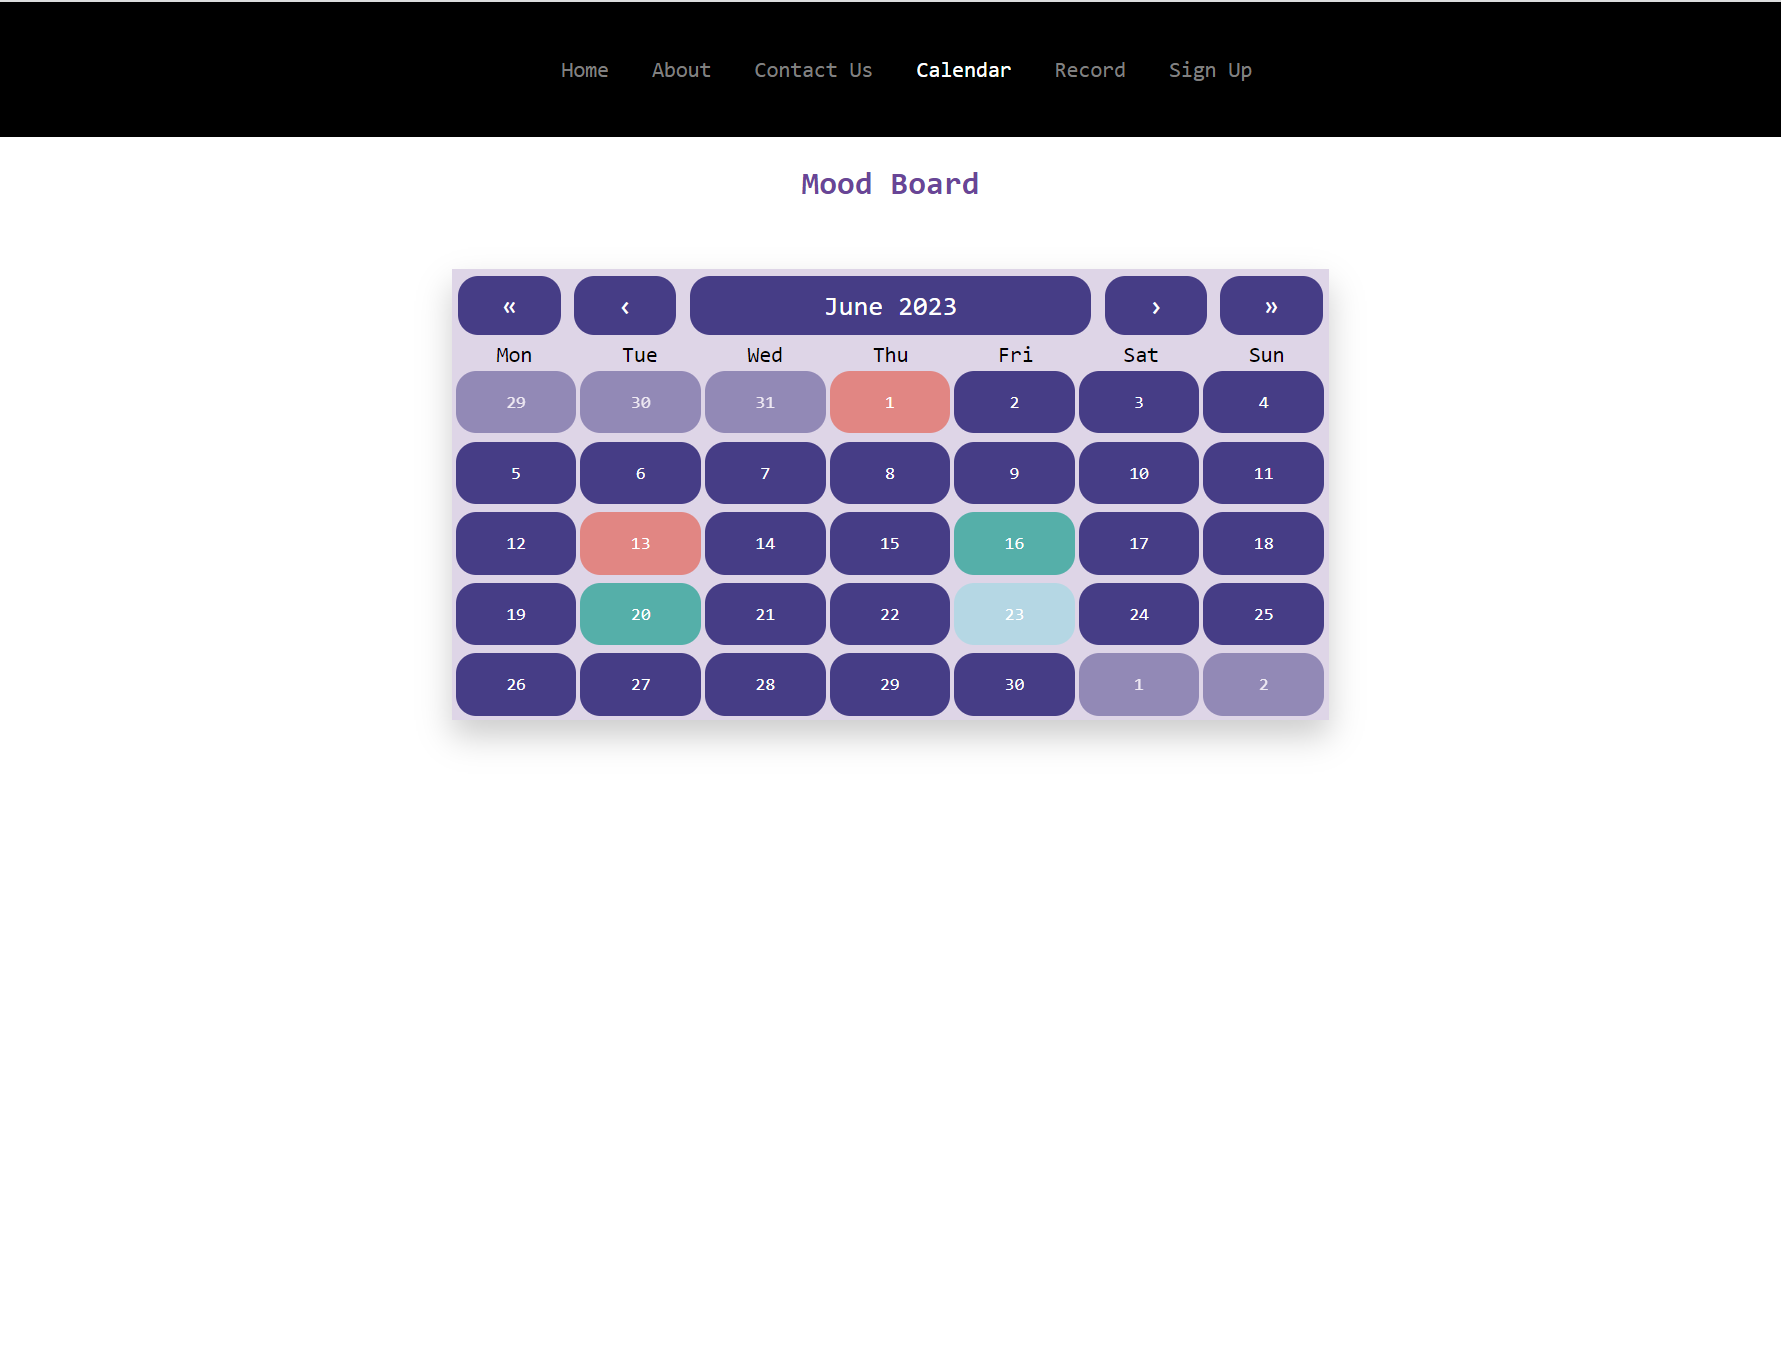 Home About Contact Us Calendar Record Sign Up
Mood Board
« ‹ June 2023 › »
Mon Tue Wed Thu Fri Sat Sun
29 30 31 1 2 3 4
5 6 7 8 9 10 11
12 13 14 15 16 17 18
19 20 21 22 23 24 25
26 27 28 29 30 1 2